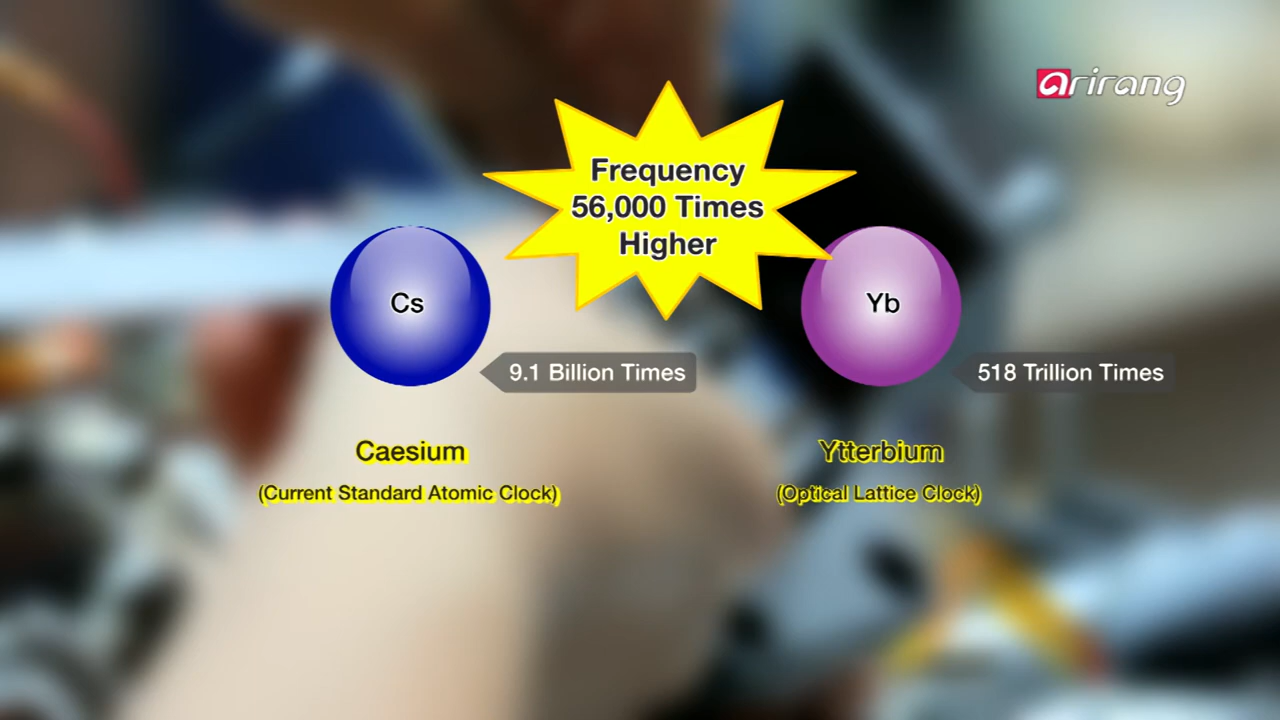 arirang
Frequency
56,000 Times
Higher
Cs
Yb
9.1 Billion Times
518 Trillion Times
Caesium
Ytterbium
(Current Standard Atomic Clock)
(Optical Lattice Clock)